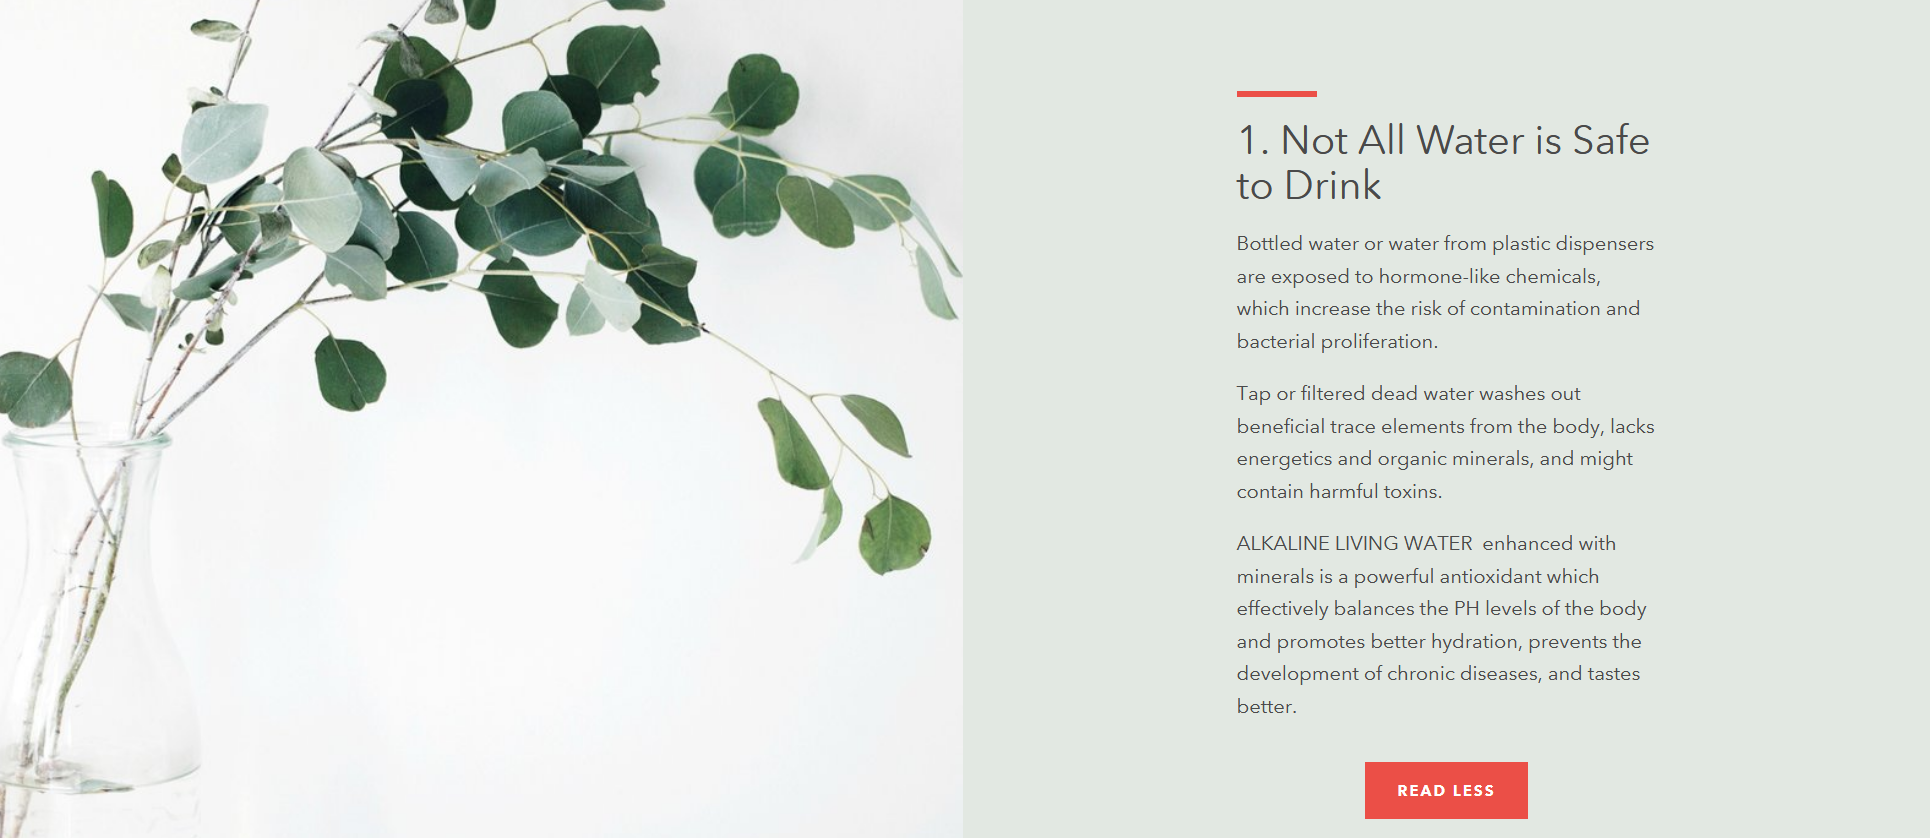 1. Not All Water is Safe
to Drink
Bottled water or water from plastic dispensers
are exposed to hormone-like chemicals,
which increase the risk of contamination and
bacterial proliferation.
Tap or filtered dead water washes out
beneficial trace elements from the body, lacks
energetics and organic minerals, and might
contain harmful toxins.
ALKALINE LIVING WATER  enhanced with
minerals is a powerful antioxidant which
effectively balances the PH levels of the body
and promotes better hydration, prevents the
development of chronic diseases, and tastes
better.
READ LESS